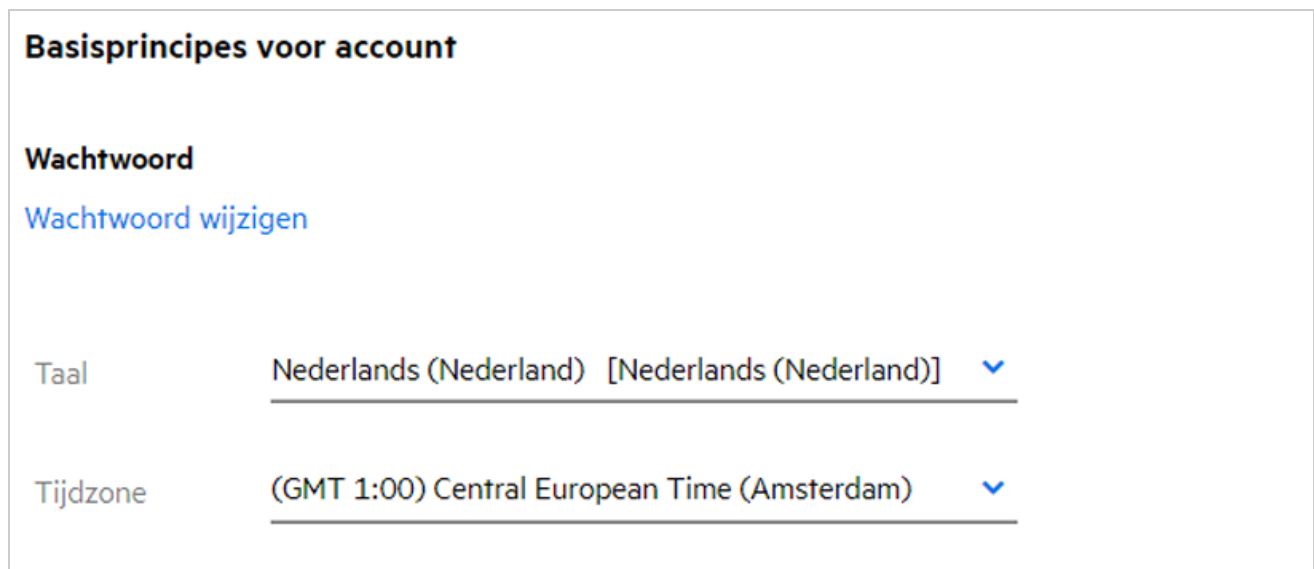 Basisprincipes voor account
Wachtwoord
Wachtwoord wijzigen
Taal Nederlands (Nederland) [Nederlands (Nederland)]
Tijdzone (GMT 1:00) Central European Time (Amsterdam)